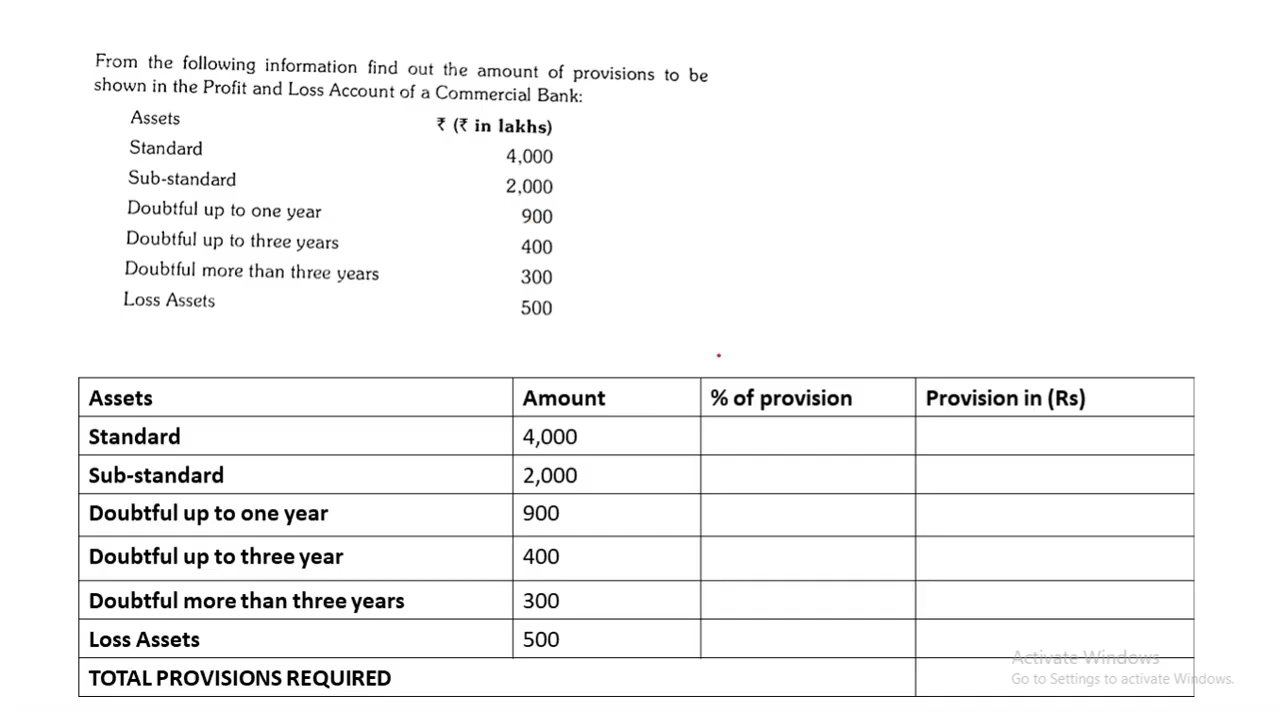 From the following information find out the amount of provisions to be
shown in the Profit and Loss Account of a Commercial Bank:
Assets ₹ (₹ in lakhs)
Standard 4,000
Sub-standard 2,000
Doubtful up to one year 900
Doubtful up to three years 400
Doubtful more than three years 300
Loss Assets 500
Assets Amount % of provision Provision in (Rs)
Standard 4,000
Sub-standard 2,000
Doubtful up to one year 900
Doubtful up to three year 400
Doubtful more than three years 300
Loss Assets 500
TOTAL PROVISIONS REQUIRED
Activate Windows
Go to Settings to activate Windows.